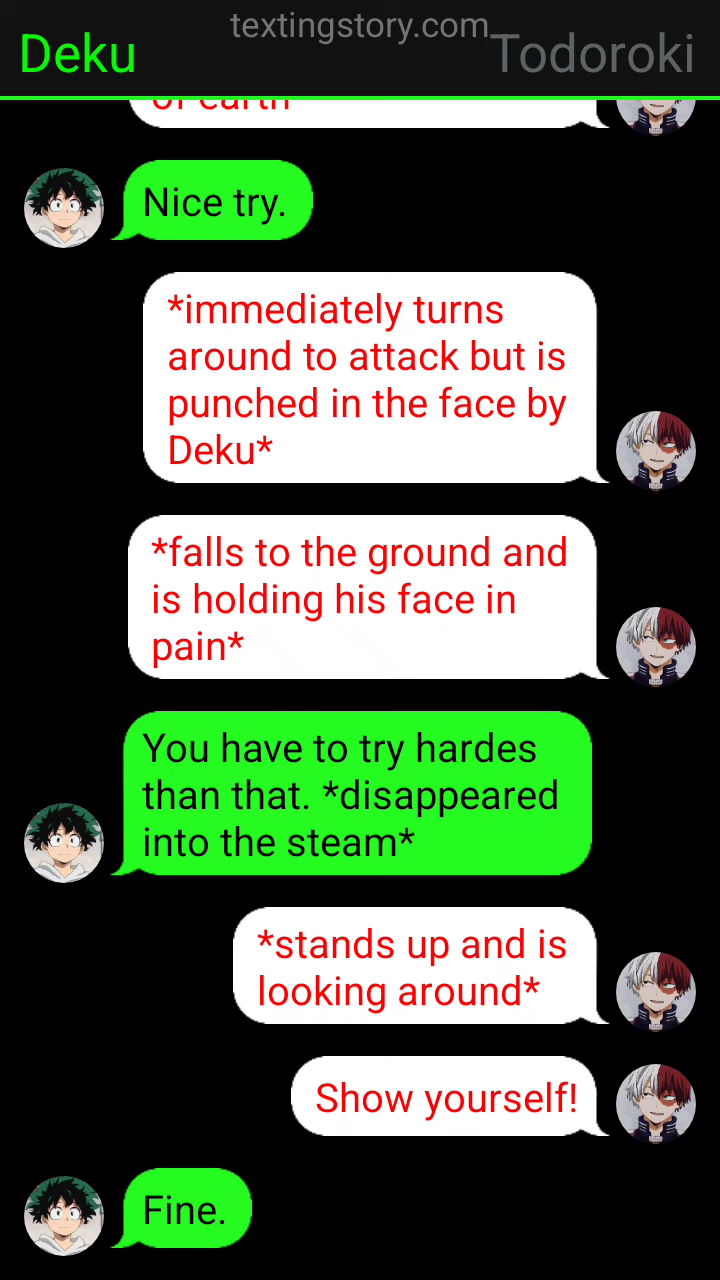 textingstory.com
Deku
Todoroki
of earth
Nice try.
*immediately turns
around to attack but is
punched in the face by
Deku*
*falls to the ground and
is holding his face in
pain*
You have to try hardes
than that. *disappeared
into the steam*
*stands up and is
looking around*
Show yourself!
Fine.